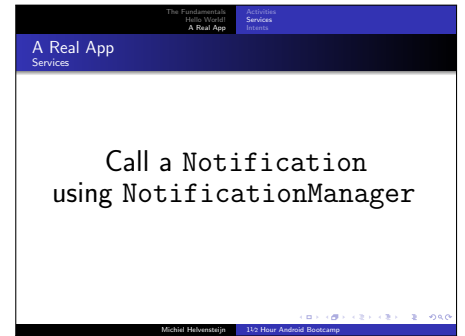 The Fundamentals
Hello World!
A Real App
Activities
Services
Intents
A Real App
Services
Call a Notification
using NotificationManager
Michiel Helvensteijn
1½ Hour Android Bootcamp